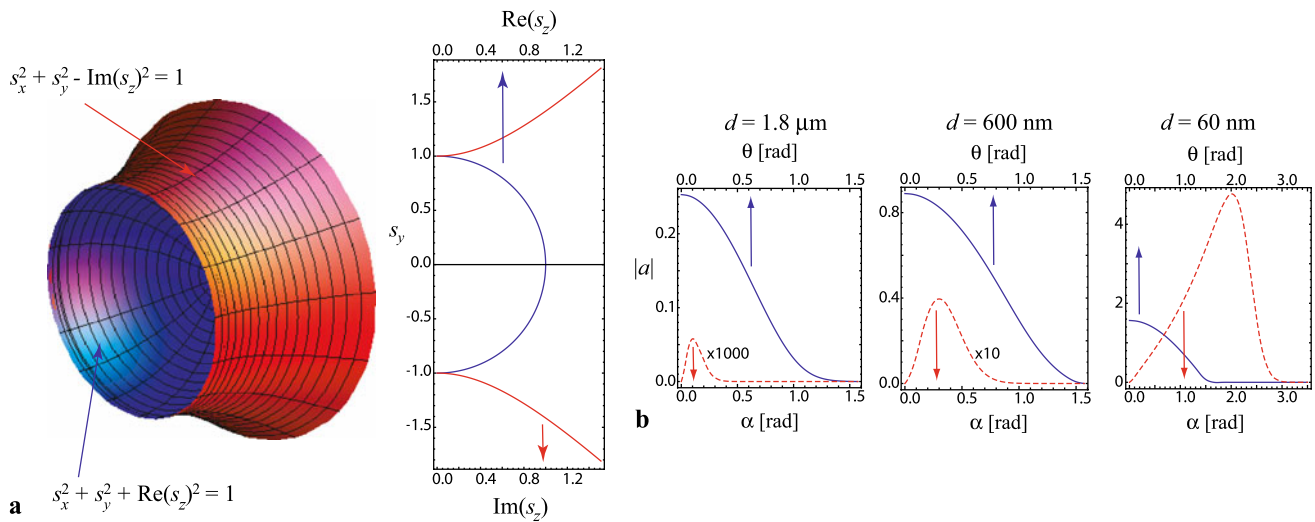 s_x^2 + s_y^2 - Im(s_z)^2 = 1
s_x^2 + s_y^2 + Re(s_z)^2 = 1
a
Re(s_z)
0.0 0.4 0.8 1.2
s_y
1.5
1.0
0.5
0.0
-0.5
-1.0
-1.5
0.0 0.4 0.8 1.2
Im(s_z)
b
|a|
d = 1.8 μm
θ [rad]
0.0 0.5 1.0 1.5
0.2
0.1
0.0
x1000
0.0 0.5 1.0 1.5
α [rad]
d = 600 nm
θ [rad]
0.0 0.5 1.0 1.5
0.8
0.4
0.0
x10
0.0 0.5 1.0 1.5
α [rad]
d = 60 nm
θ [rad]
0.0 1.0 2.0 3.0
4
2
0
0.0 1.0 2.0 3.0
α [rad]